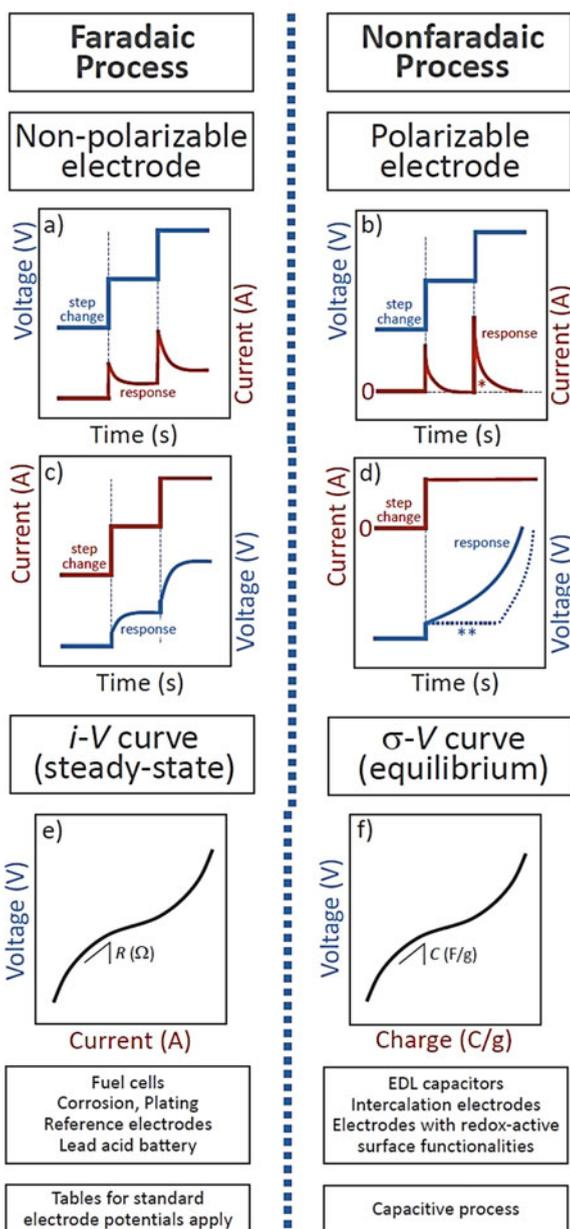 Faradaic
Process
Nonfaradaic
Process
Non-polarizable
electrode
Polarizable
electrode
a)
Voltage (V)
step
change
response
Current (A)
Time (s)
b)
Voltage (V)
step
change
response
*
0
Current (A)
Time (s)
c)
Current (A)
step
change
response
Voltage (V)
Time (s)
d)
Current (A)
0
step
change
response
**
Voltage (V)
Time (s)
i-V curve
(steady-state)
σ-V curve
(equilibrium)
e)
Voltage (V)
R (Ω)
Current (A)
f)
Voltage (V)
C (F/g)
Charge (C/g)
Fuel cells
Corrosion, Plating
Reference electrodes
Lead acid battery
EDL capacitors
Intercalation electrodes
Electrodes with redox-active
surface functionalities
Tables for standard
electrode potentials apply
Capacitive process